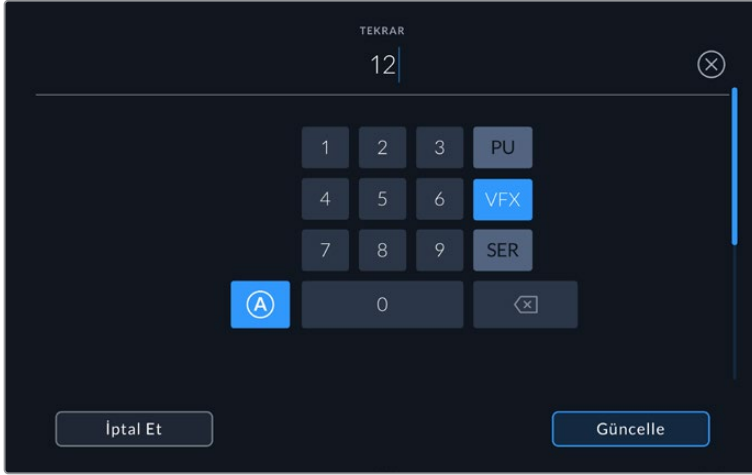 TEKRAR
12
1 2 3 PU
4 5 6 VFX
7 8 9 SER
A 0
İptal Et Güncelle